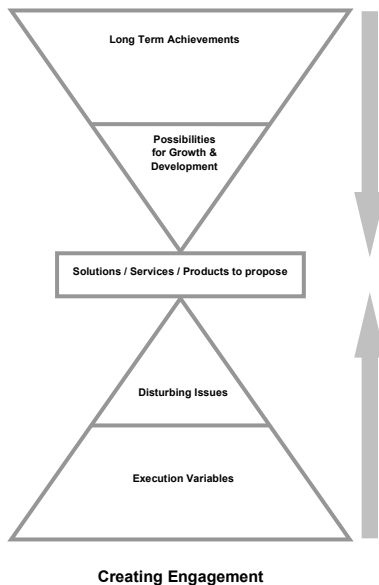 Long Term Achievements
Possibilities
for Growth &
Development
Solutions / Services / Products to propose
Disturbing Issues
Execution Variables
Creating Engagement